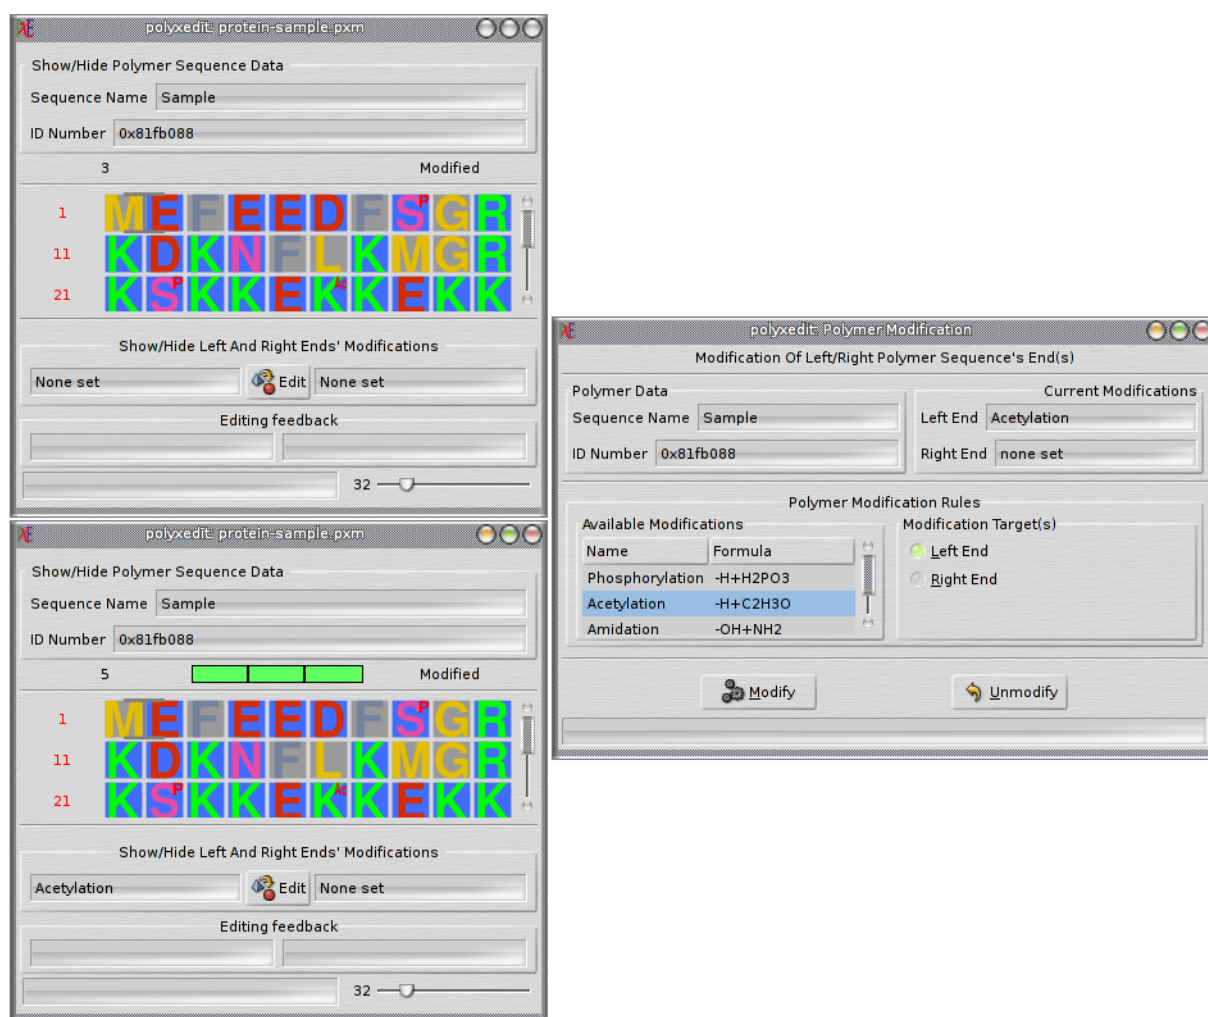 polyxedit: protein-sample.pxm
Show/Hide Polymer Sequence Data
Sequence Name Sample
ID Number 0x81fb088
3 Modified
1 M E F E E D F S P G R
11 K D K N F L K M G R
21 K S P K K E K Ac K E K K
Show/Hide Left And Right Ends' Modifications
None set Edit None set
Editing feedback
32
polyxedit: protein-sample.pxm
Show/Hide Polymer Sequence Data
Sequence Name Sample
ID Number 0x81fb088
5 Modified
1 M E F E E D F S P G R
11 K D K N F L K M G R
21 K S P K K E K Ac K E K K
Show/Hide Left And Right Ends' Modifications
Acetylation Edit None set
Editing feedback
32
polyxedit: Polymer Modification
Modification Of Left/Right Polymer Sequence's End(s)
Polymer Data Current Modifications
Sequence Name Sample Left End Acetylation
ID Number 0x81fb088 Right End none set
Polymer Modification Rules
Available Modifications Modification Target(s)
Name Formula Left End
Phosphorylation -H+H2PO3 Right End
Acetylation -H+C2H3O
Amidation -OH+NH2
Modify Unmodify